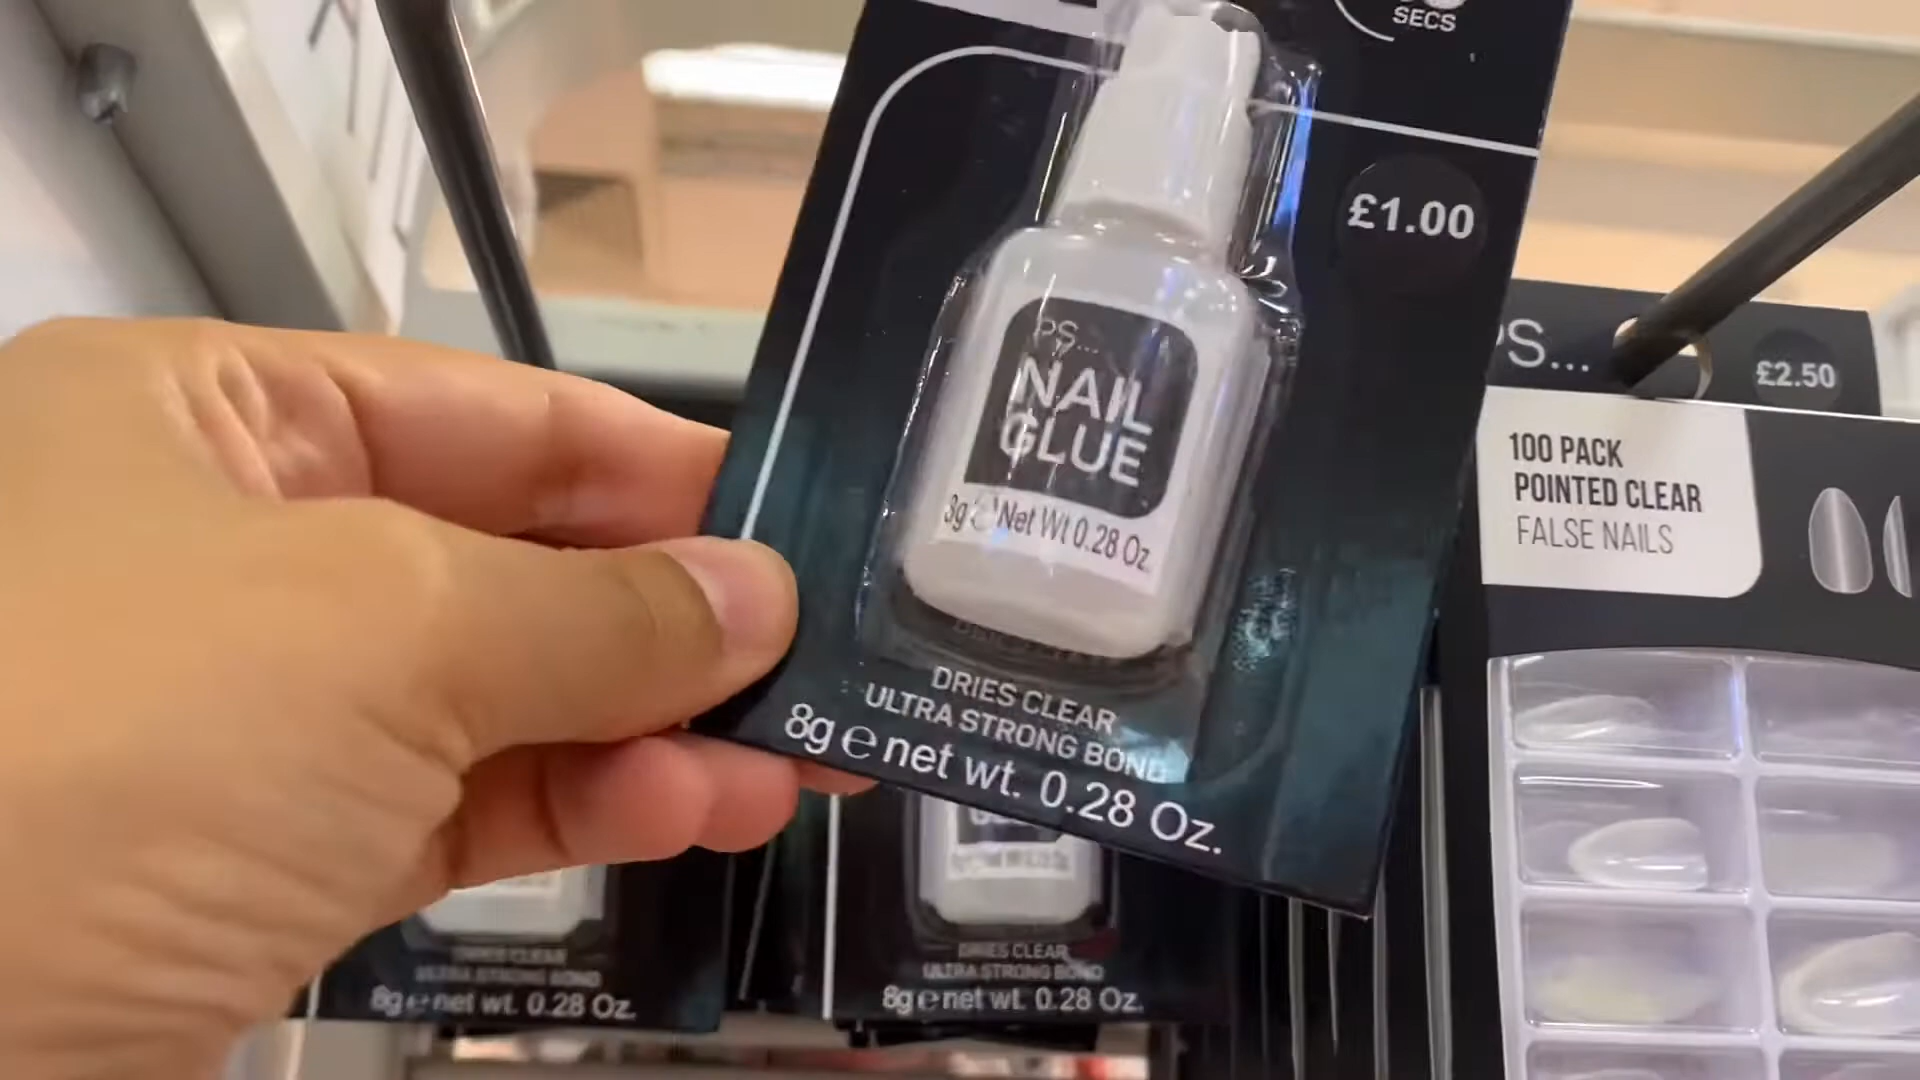 SECS
£1.00
PS...
NAIL
GLUE
8g e Net Wt 0.28 Oz.
DRIES CLEAR
ULTRA STRONG BOND
8g e net wt. 0.28 Oz.
PS...
£2.50
100 PACK
POINTED CLEAR
FALSE NAILS
DRIES CLEAR
ULTRA STRONG BOND
8g e net wt. 0.28 Oz.
DRIES CLEAR
ULTRA STRONG BOND
8g e net wt. 0.28 Oz.